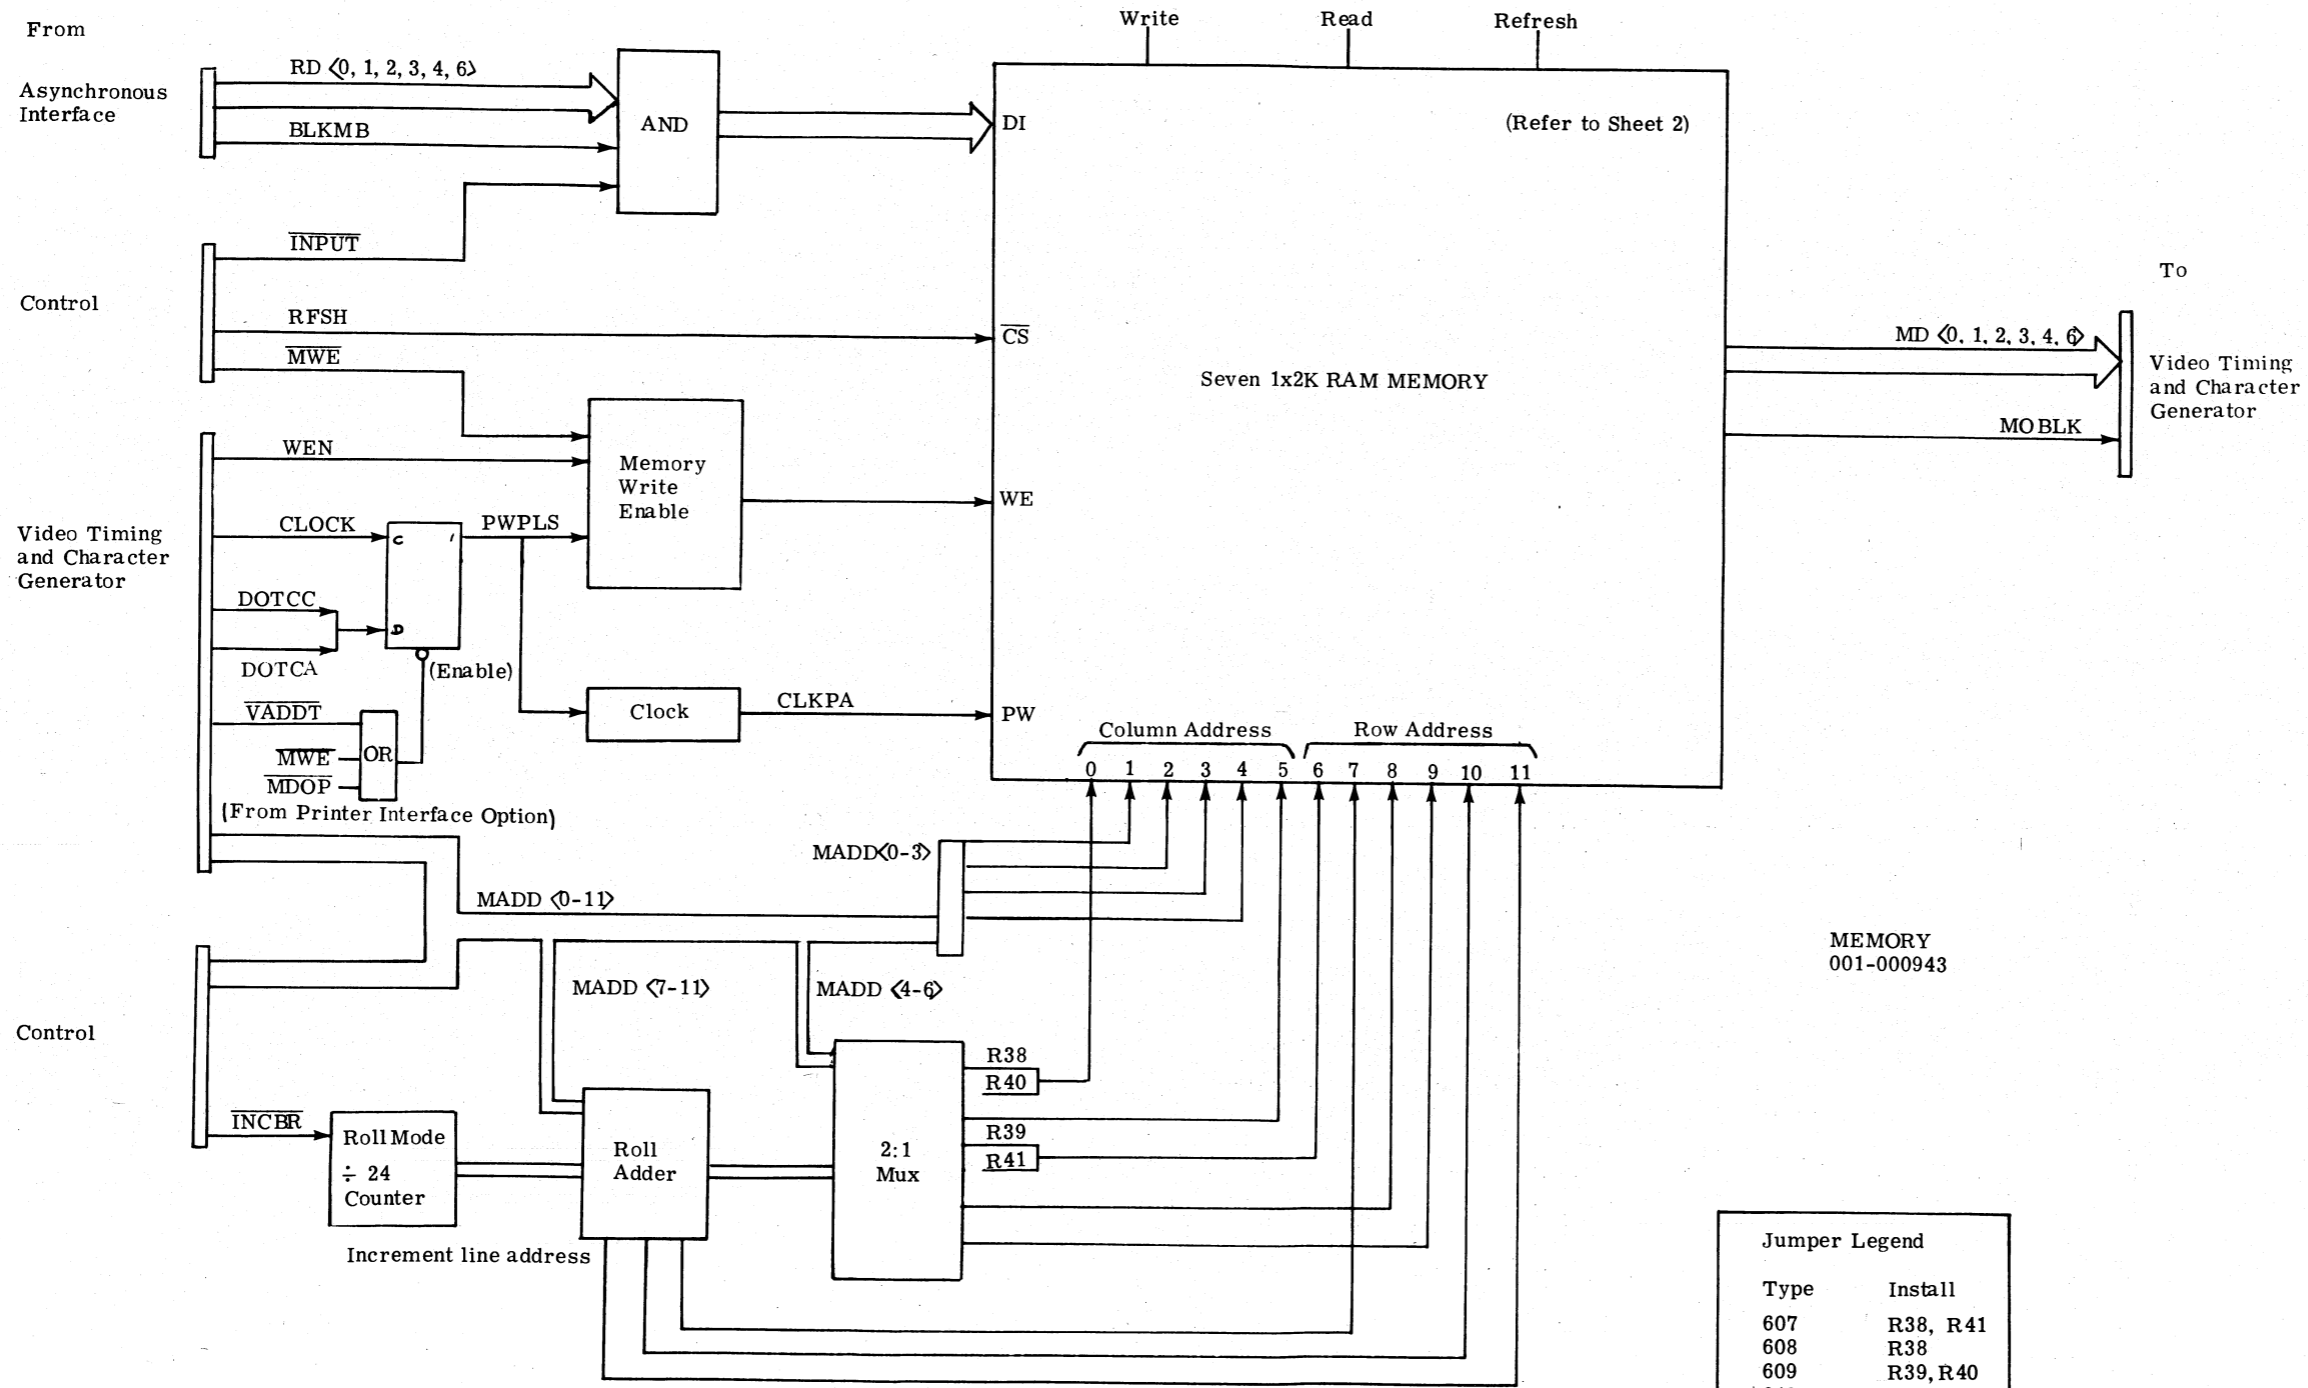 From
Write
Read
Refresh
Asynchronous
Interface
RD <0, 1, 2, 3, 4, 6>
BLKMB
AND
DI
(Refer to Sheet 2)
INPUT
Control
RFSH
MWE
CS
To
MD <0, 1, 2, 3, 4, 6>
Video Timing
and Character
Generator
MOBLK
Seven 1x2K RAM MEMORY
WEN
Memory
Write
Enable
WE
Video Timing
and Character
Generator
CLOCK
C
1
PWPLS
DOTCC
D
DOTCA
(Enable)
VADDT
MWE
OR
MDOP
(From Printer Interface Option)
Clock
CLKPA
PW
Column Address
Row Address
0 1 2 3 4 5 6 7 8 9 10 11
MADD<0-3>
MADD <0-11>
MADD <7-11>
MADD <4-6>
MEMORY
001-000943
Control
INCBR
Roll Mode
÷ 24
Counter
Roll
Adder
2:1
Mux
R38
R40
R39
R41
Increment line address
Jumper Legend
Type Install
607 R38, R41
608 R38
609 R39, R40